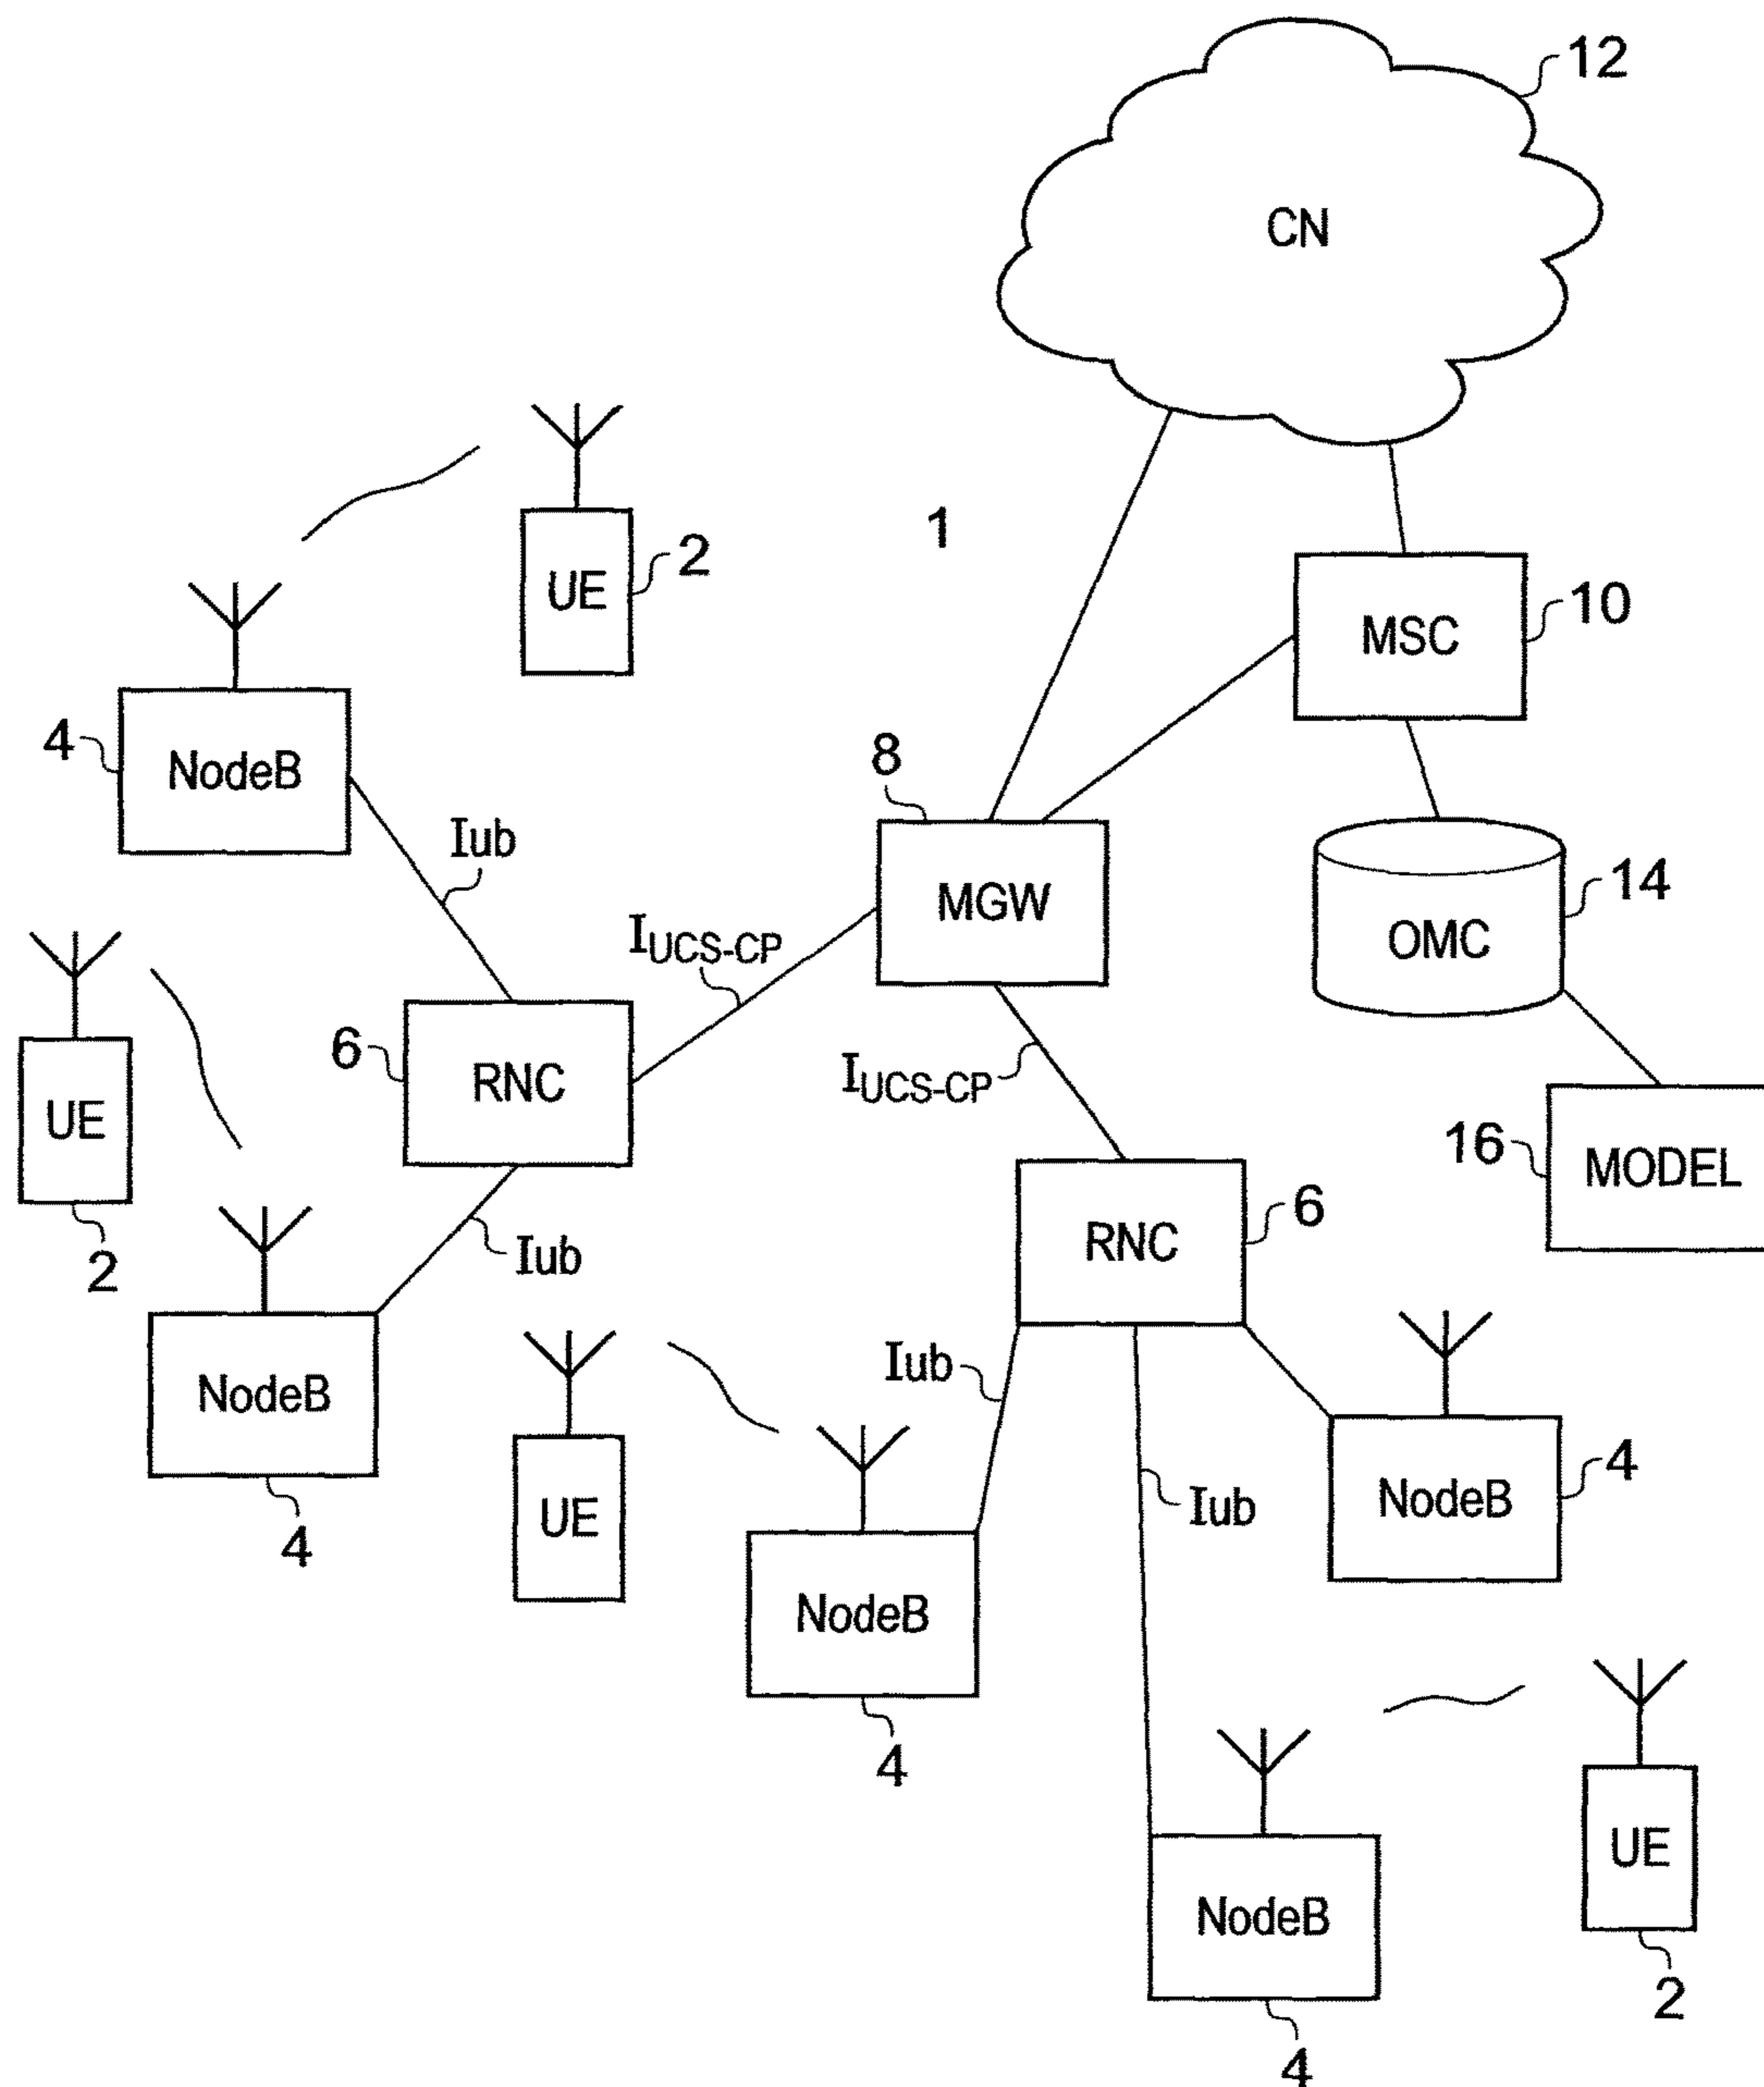 12
CN
1
UE
2
MSC
10
4
NodeB
8
Iub
MGW
14
OMC
I_UCS-CP
UE
6
RNC
I_UCS-CP
16
MODEL
2
Iub
RNC
6
NodeB
4
Iub
UE
NodeB
4
Iub
NodeB
4
NodeB
4
UE
2